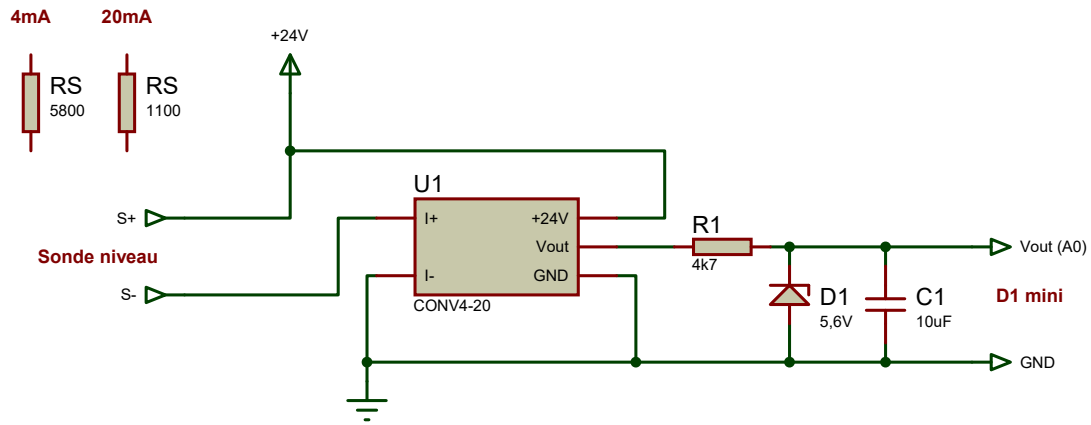 4mA
20mA
+24V
RS
5800
RS
1100
U1
S+
I+
+24V
R1
Vout
Vout (A0)
Sonde niveau
4k7
I-
GND
S-
D1
C1
D1 mini
CONV4-20
5,6V
10uF
GND